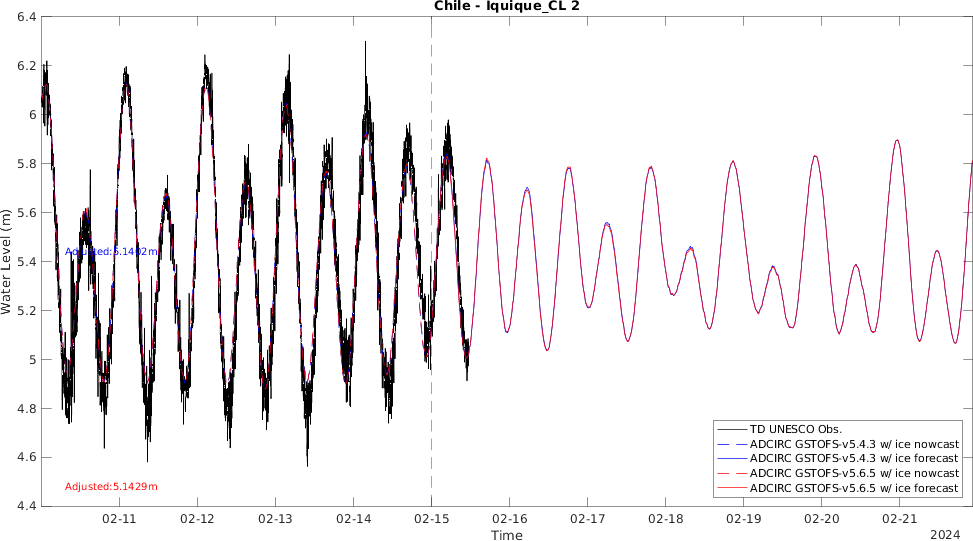 Chile - Iquique_CL 2
Water Level (m)
6.4
6.2
6
5.8
5.6
5.4
5.2
5
4.8
4.6
4.4
Adjusted:5.1402m
Adjusted:5.1429m
TD UNESCO Obs.
ADCIRC GSTOFS-v5.4.3 w/ ice nowcast
ADCIRC GSTOFS-v5.4.3 w/ ice forecast
ADCIRC GSTOFS-v5.6.5 w/ ice nowcast
ADCIRC GSTOFS-v5.6.5 w/ ice forecast
02-11 02-12 02-13 02-14 02-15 02-16 02-17 02-18 02-19 02-20 02-21
Time
2024